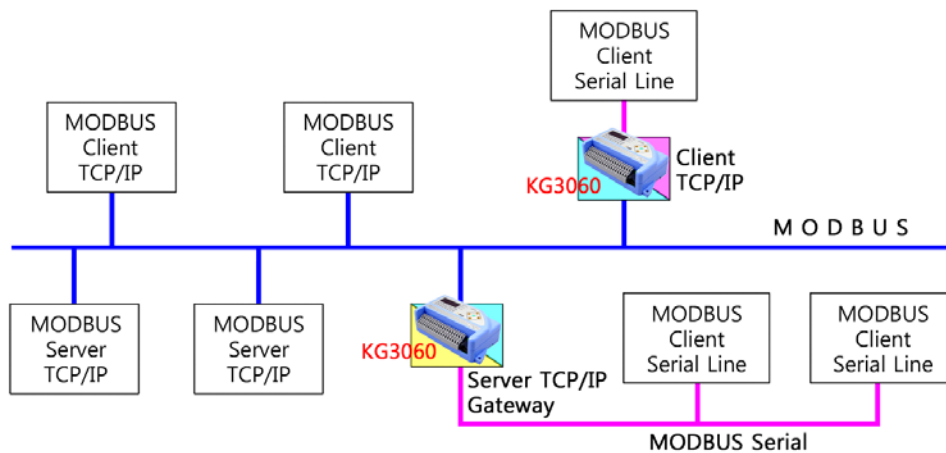 MODBUS
Client
Serial Line
MODBUS
Client
TCP/IP
MODBUS
Client
TCP/IP
KG3060
Client
TCP/IP
M O D B U S
MODBUS
Server
TCP/IP
MODBUS
Server
TCP/IP
KG3060
Server TCP/IP
Gateway
MODBUS
Client
Serial Line
MODBUS
Client
Serial Line
MODBUS Serial